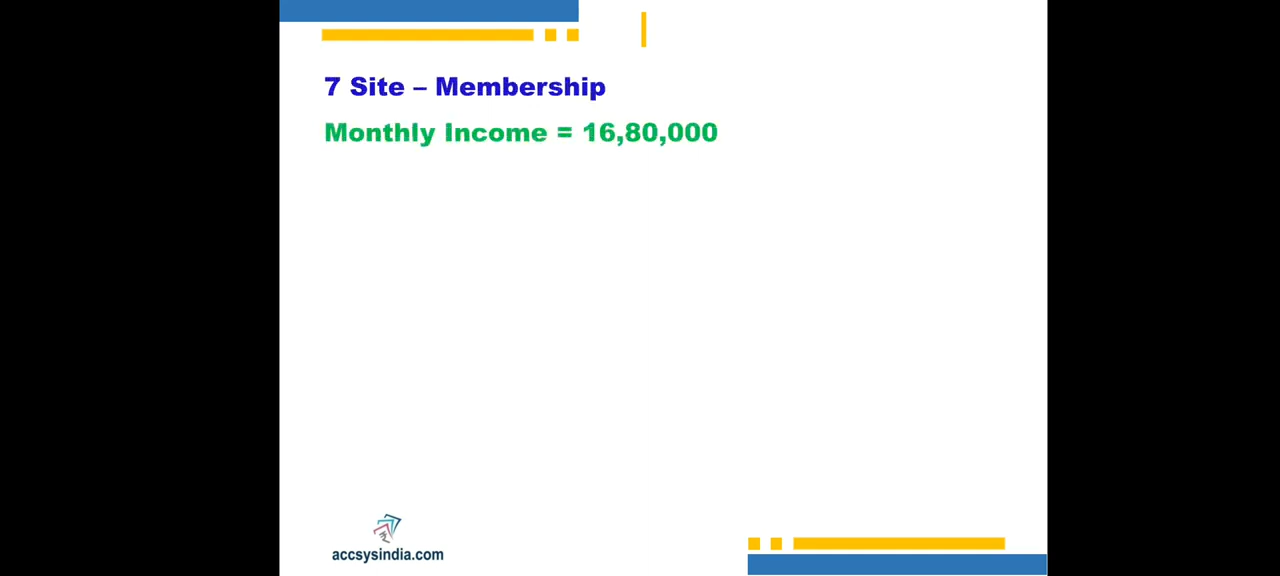 7 Site – Membership
Monthly Income = 16,80,000
accsysindia.com